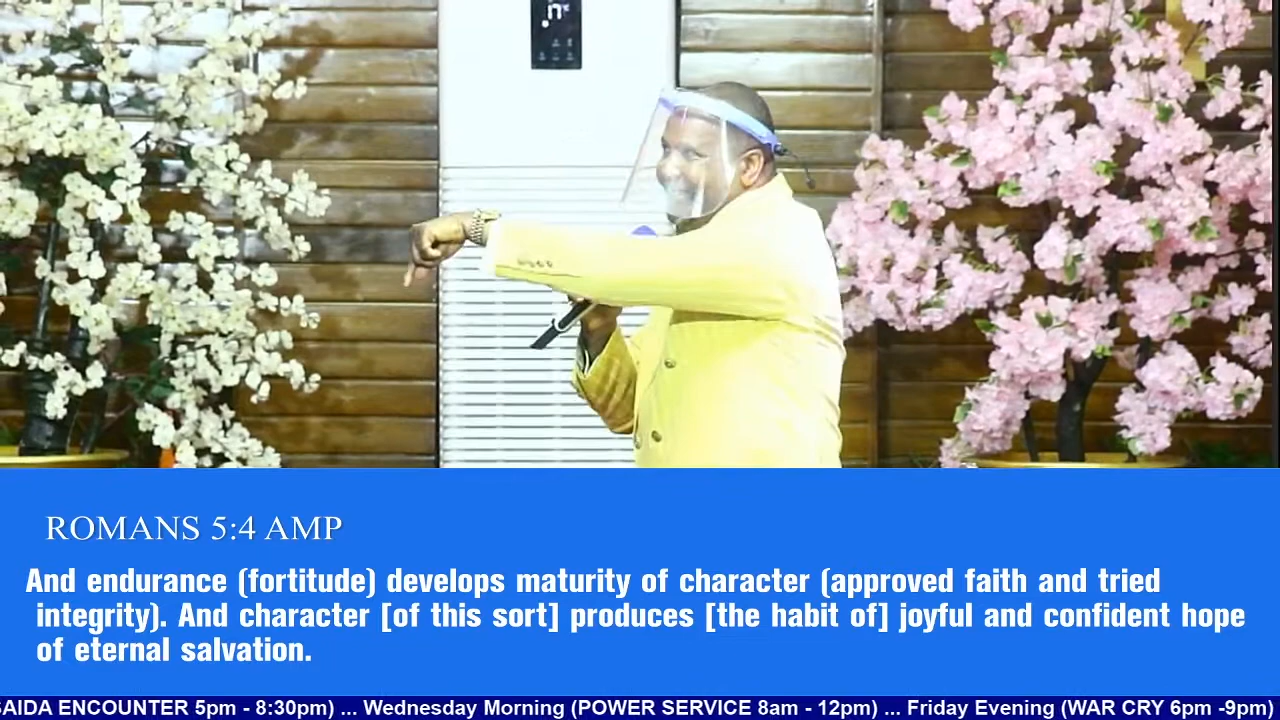 ROMANS 5:4 AMP
And endurance (fortitude) develops maturity of character (approved faith and tried
integrity). And character [of this sort] produces [the habit of] joyful and confident hope
of eternal salvation.
SAIDA ENCOUNTER 5pm - 8:30pm) ... Wednesday Morning (POWER SERVICE 8am - 12pm) ... Friday Evening (WAR CRY 6pm -9pm)